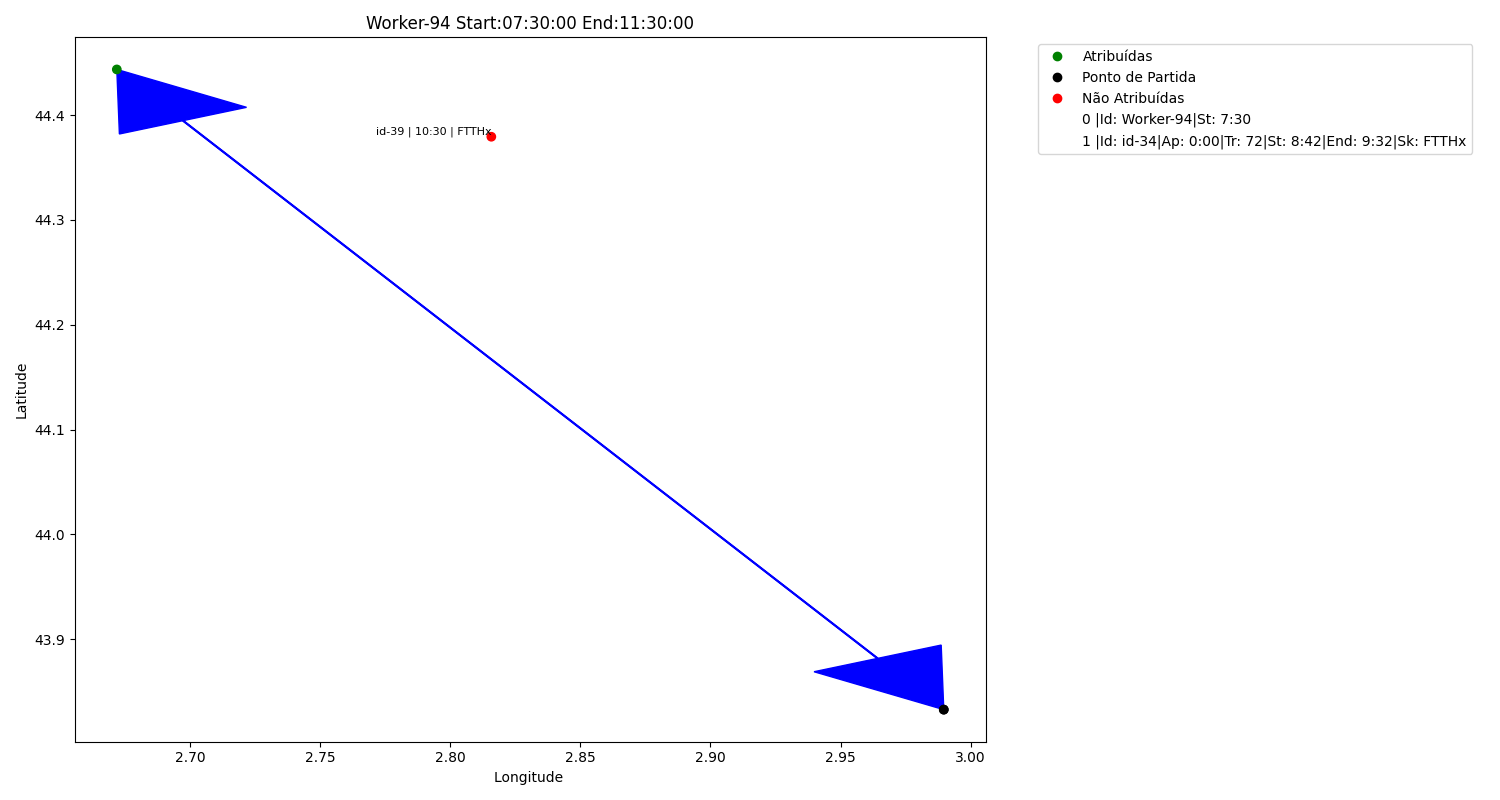 Worker-94 Start:07:30:00 End:11:30:00
Atribuídas
Ponto de Partida
Não Atribuídas
0 |Id: Worker-94|St: 7:30
1 |Id: id-34|Ap: 0:00|Tr: 72|St: 8:42|End: 9:32|Sk: FTTHx
id-39 | 10:30 | FTTHx
Latitude
44.4
44.3
44.2
44.1
44.0
43.9
2.70 2.75 2.80 2.85 2.90 2.95 3.00
Longitude